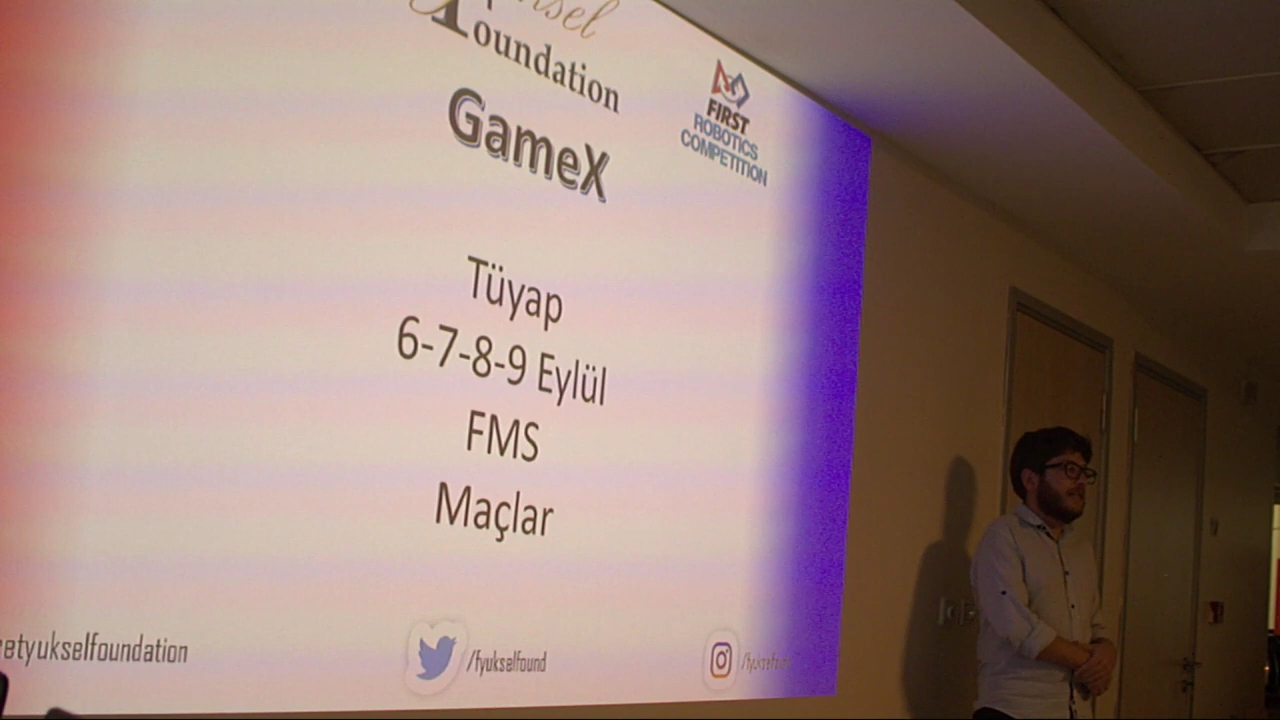 oundation
GameX
FIRST
ROBOTICS
COMPETITION
Tüyap
6-7-8-9 Eylül
FMS
Maçlar
etyukselfoundation
/fyukselfound